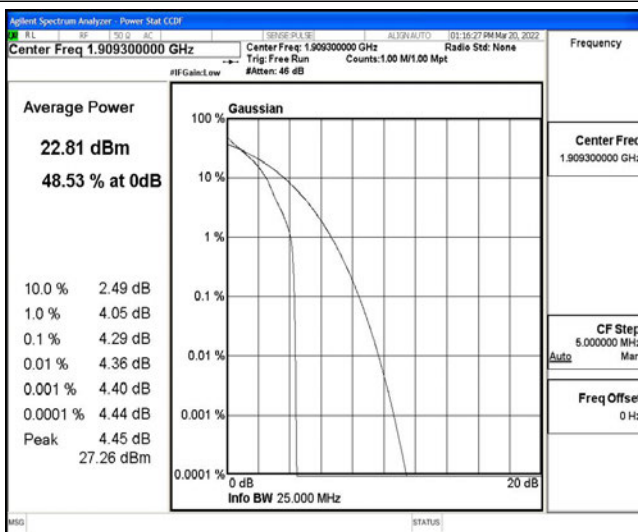 Agilent Spectrum Analyzer - Power Stat CCDF
RL RF 50 Ω AC SENSE:PULSE ALIGNAUTO 01:16:27 PM Mar 20, 2022
Center Freq 1.909300000 GHz
Center Freq: 1.909300000 GHz Radio Std: None
Trig: Free Run Counts:1.00 M/1.00 Mpt
#IFGain:Low #Atten: 46 dB
Frequency
Average Power
22.81 dBm
48.53 % at 0dB
10.0 % 2.49 dB
1.0 % 4.05 dB
0.1 % 4.29 dB
0.01 % 4.36 dB
0.001 % 4.40 dB
0.0001 % 4.44 dB
Peak 4.45 dB
27.26 dBm
Gaussian
100 %
10 %
1 %
0.1 %
0.01 %
0.001 %
0.0001 %
0 dB 20 dB
Info BW 25.000 MHz
Center Freq
1.909300000 GHz
CF Step
5.000000 MHz
Auto Man
Freq Offset
0 Hz
MSG STATUS